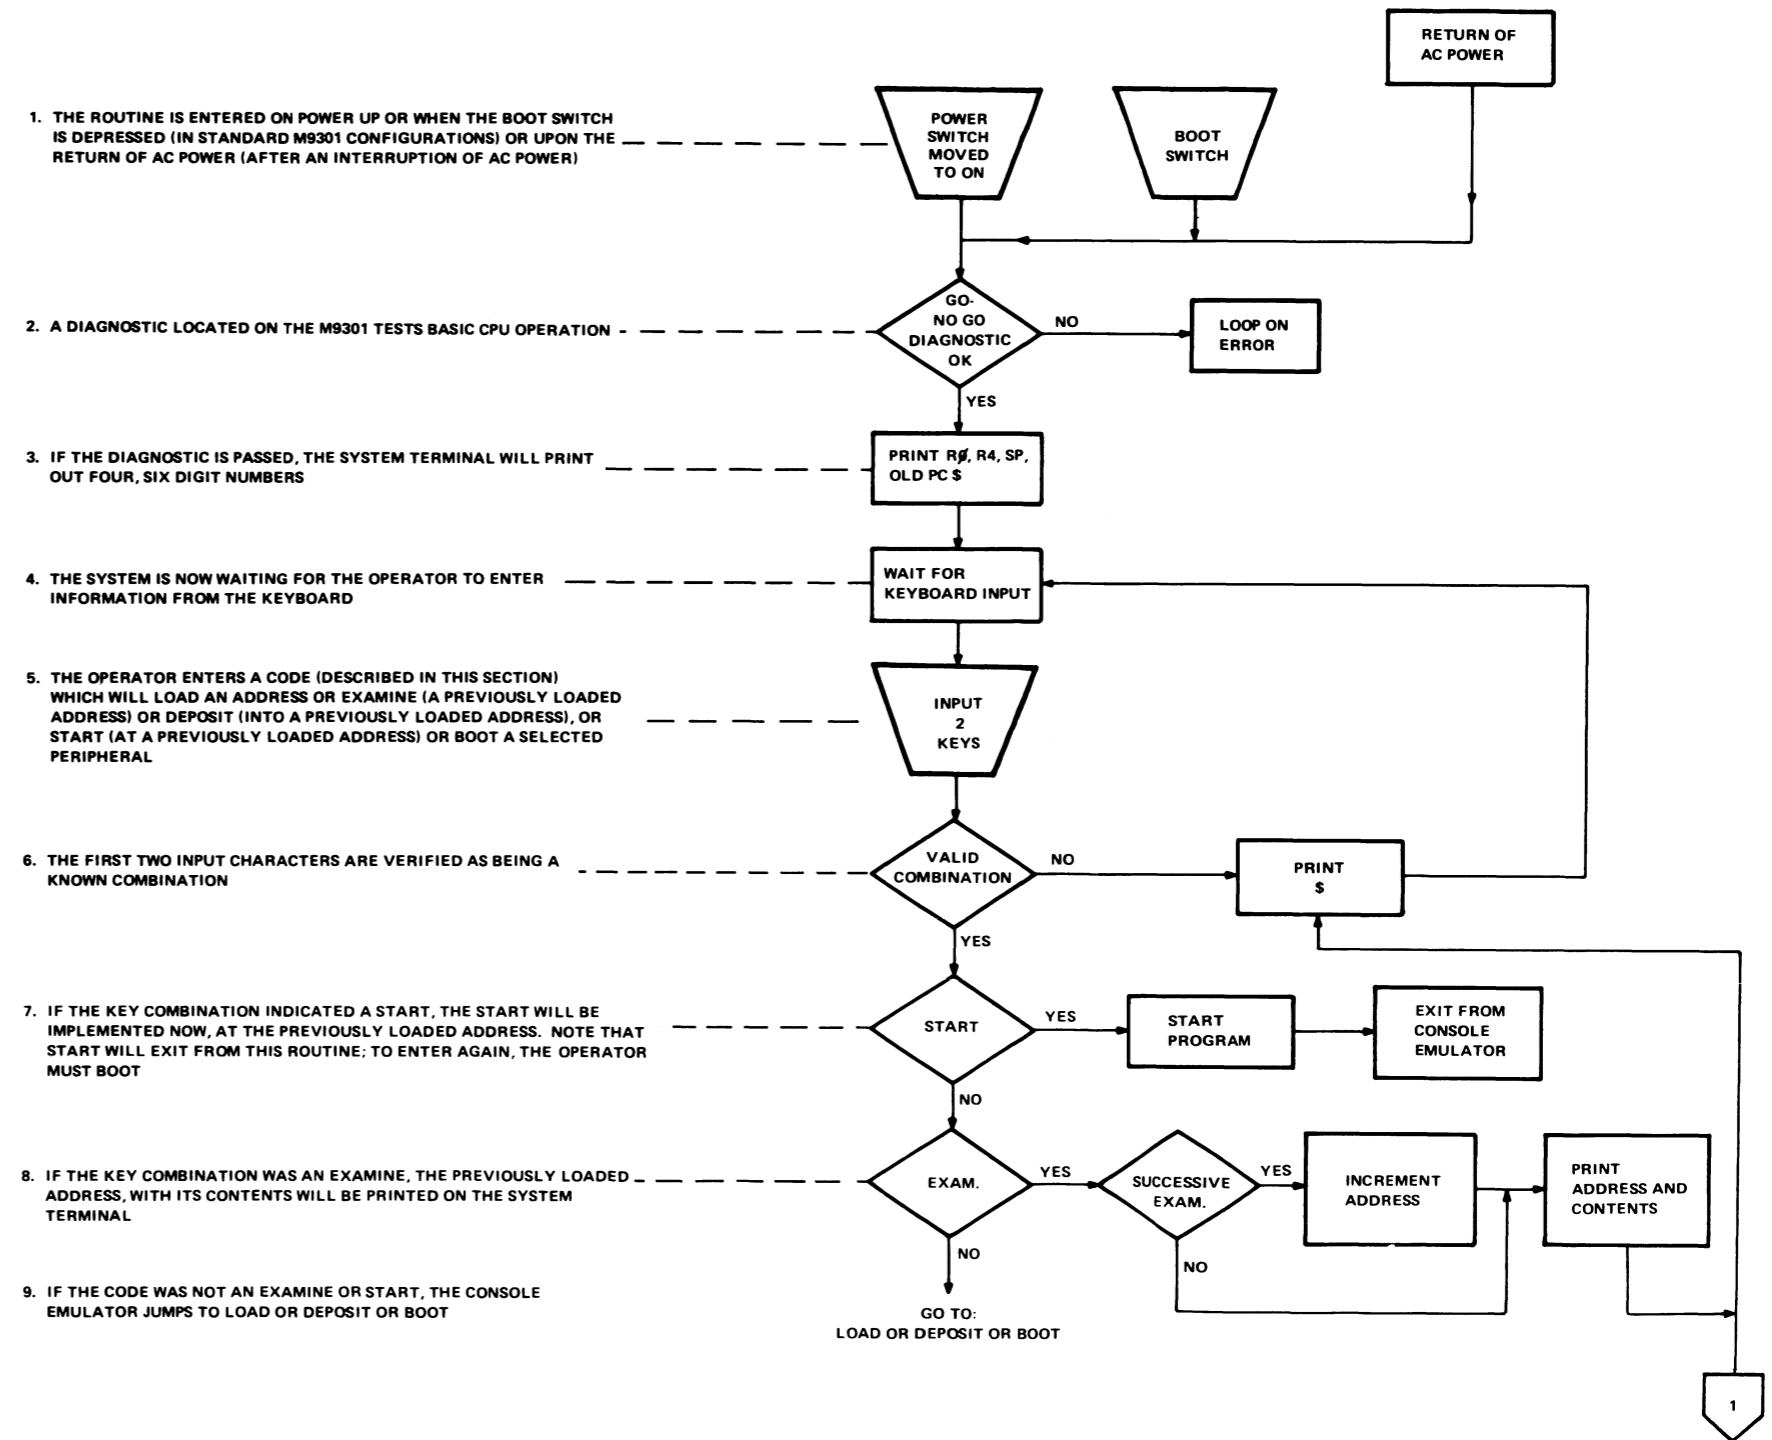 RETURN OF
AC POWER
1. THE ROUTINE IS ENTERED ON POWER UP OR WHEN THE BOOT SWITCH
IS DEPRESSED (IN STANDARD M9301 CONFIGURATIONS) OR UPON THE
RETURN OF AC POWER (AFTER AN INTERRUPTION OF AC POWER)
POWER
SWITCH
MOVED
TO ON
BOOT
SWITCH
2. A DIAGNOSTIC LOCATED ON THE M9301 TESTS BASIC CPU OPERATION
GO-
NO GO
DIAGNOSTIC
OK
NO
LOOP ON
ERROR
YES
3. IF THE DIAGNOSTIC IS PASSED, THE SYSTEM TERMINAL WILL PRINT
OUT FOUR, SIX DIGIT NUMBERS
PRINT RØ, R4, SP,
OLD PC $
4. THE SYSTEM IS NOW WAITING FOR THE OPERATOR TO ENTER
INFORMATION FROM THE KEYBOARD
WAIT FOR
KEYBOARD INPUT
5. THE OPERATOR ENTERS A CODE (DESCRIBED IN THIS SECTION)
WHICH WILL LOAD AN ADDRESS OR EXAMINE (A PREVIOUSLY LOADED
ADDRESS) OR DEPOSIT (INTO A PREVIOUSLY LOADED ADDRESS), OR
START (AT A PREVIOUSLY LOADED ADDRESS) OR BOOT A SELECTED
PERIPHERAL
INPUT
2
KEYS
6. THE FIRST TWO INPUT CHARACTERS ARE VERIFIED AS BEING A
KNOWN COMBINATION
VALID
COMBINATION
NO
PRINT
$
YES
7. IF THE KEY COMBINATION INDICATED A START, THE START WILL BE
IMPLEMENTED NOW, AT THE PREVIOUSLY LOADED ADDRESS. NOTE THAT
START WILL EXIT FROM THIS ROUTINE; TO ENTER AGAIN, THE OPERATOR
MUST BOOT
START
YES
START
PROGRAM
EXIT FROM
CONSOLE
EMULATOR
NO
8. IF THE KEY COMBINATION WAS AN EXAMINE, THE PREVIOUSLY LOADED
ADDRESS, WITH ITS CONTENTS WILL BE PRINTED ON THE SYSTEM
TERMINAL
EXAM.
YES
SUCCESSIVE
EXAM.
YES
INCREMENT
ADDRESS
PRINT
ADDRESS AND
CONTENTS
NO
NO
9. IF THE CODE WAS NOT AN EXAMINE OR START, THE CONSOLE
EMULATOR JUMPS TO LOAD OR DEPOSIT OR BOOT
GO TO:
LOAD OR DEPOSIT OR BOOT
1